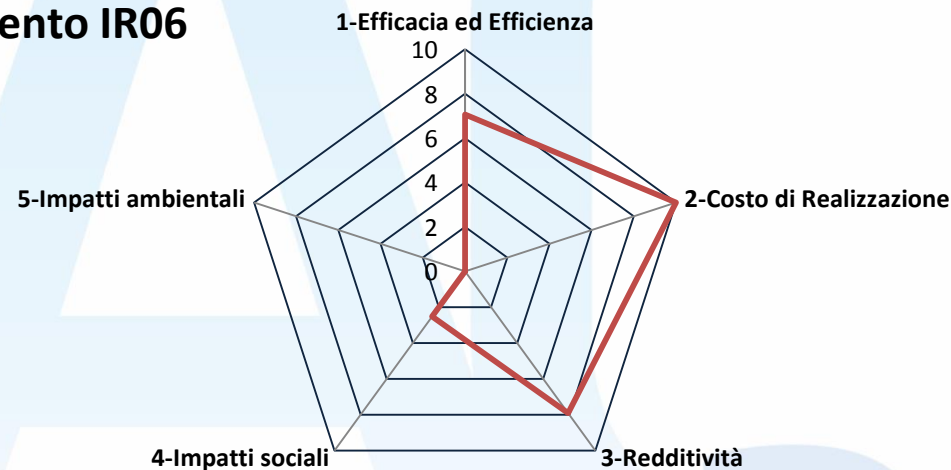 ento IR06
1-Efficacia ed Efficienza
10
8
6
4
2
0
5-Impatti ambientali
2-Costo di Realizzazione
4-Impatti sociali
3-Redditività